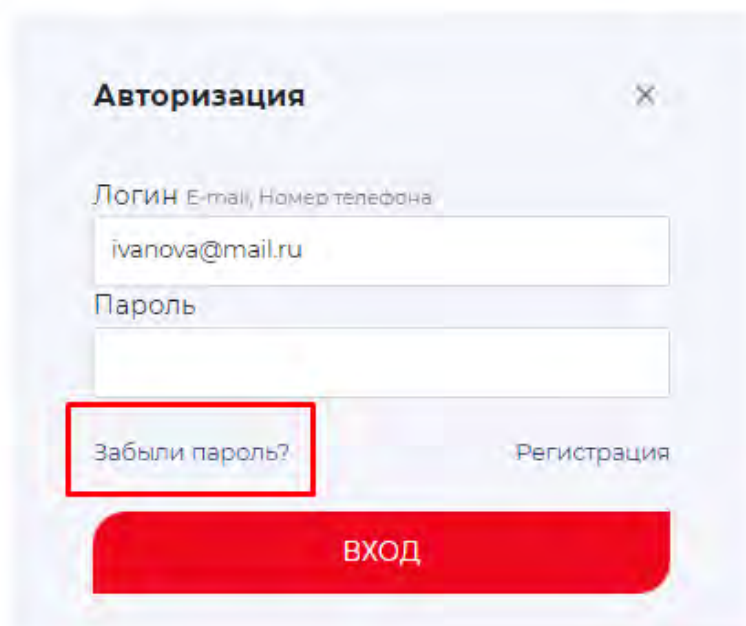 Авторизация
Логин E-mail, Номер телефона
ivanova@mail.ru
Пароль
Забыли пароль? Регистрация
ВХОД